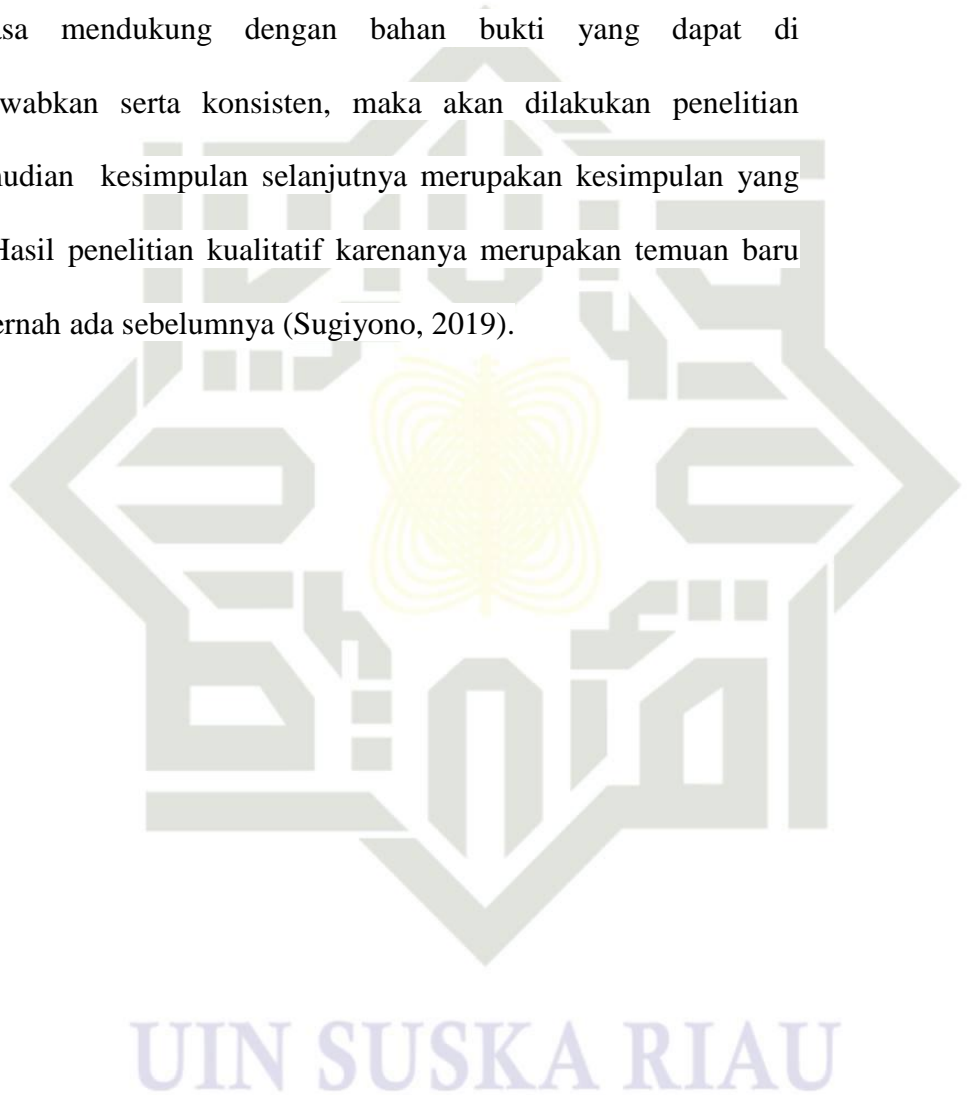 asa mendukung dengan bahan bukti yang dapat di
wabkan serta konsisten, maka akan dilakukan penelitian
udian kesimpulan selanjutnya merupakan kesimpulan yang
Hasil penelitian kualitatif karenanya merupakan temuan baru
ernah ada sebelumnya (Sugiyono, 2019).
UIN SUSKA RIAU